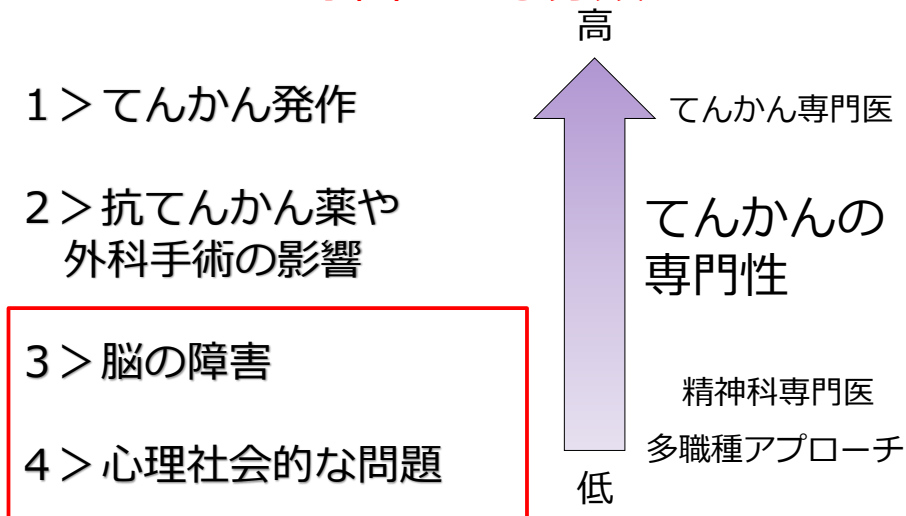 高
1>てんかん発作
てんかん専門医
2>抗てんかん薬や
外科手術の影響
てんかんの
専門性
3>脳の障害
精神科専門医
多職種アプローチ
4>心理社会的な問題
低